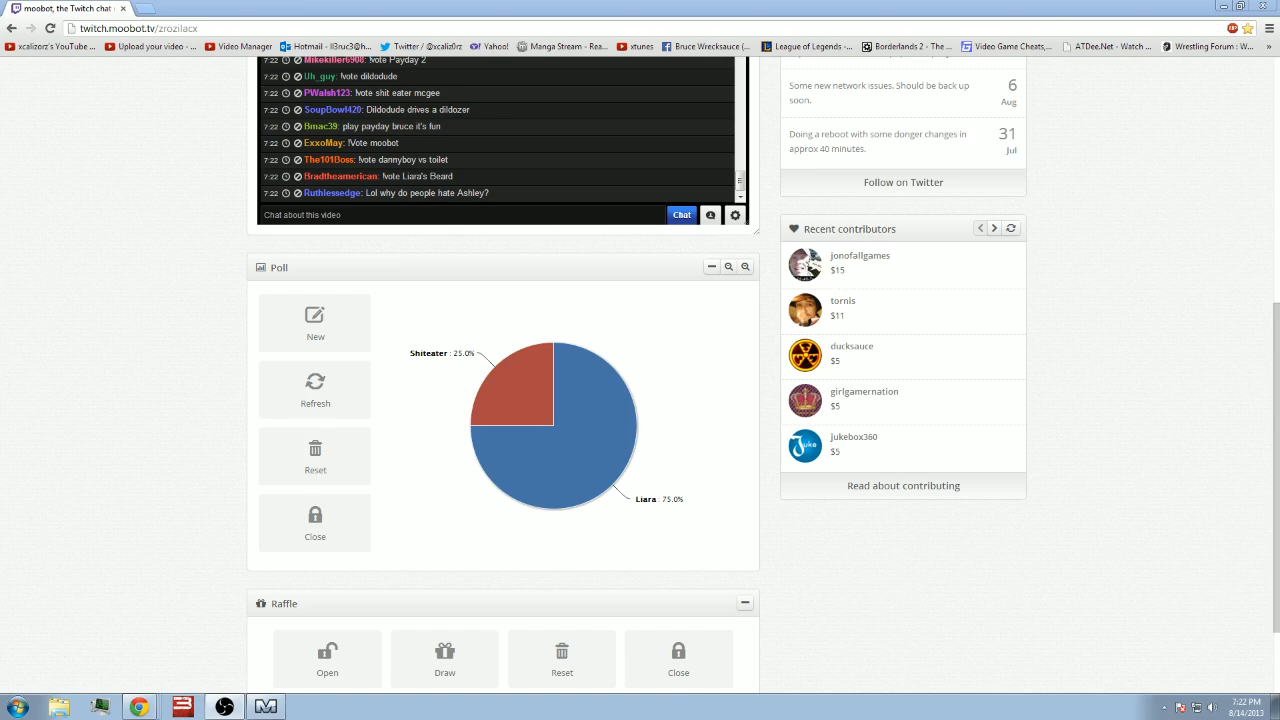 moobot, the Twitch chat
twitch.moobot.tv/zrozilacx
xcalizorz's YouTube ...
Upload your video - ...
Video Manager
Hotmail - ll3ruc3@h...
Twitter / @xcaliz0rz
Yahoo!
Manga Stream - Rea...
xtunes
Bruce Wrecksauce (...
League of Legends -...
Borderlands 2 - The ...
Video Game Cheats,...
ATDee.Net - Watch ...
Wrestling Forum : W...
»
Mikekiller6908: !vote Payday 2
7:22 Uh_guy: !vote dildodude
7:22 PWalsh123: !vote shit eater mcgee
7:22 SoupBowl420: Dildodude drives a dildozer
7:22 Bmac39: play payday bruce it's fun
7:22 ExxoMay: !Vote moobot
7:22 The101Boss: !vote dannyboy vs toilet
7:22 Bradtheamerican: !vote Liara's Beard
7:22 Ruthlessedge: Lol why do people hate Ashley?
Chat about this video
Chat
Some new network issues. Should be back up
soon.
6
Aug
Doing a reboot with some donger changes in
approx 40 minutes.
31
Jul
Follow on Twitter
Recent contributors
jonofallgames
$15
tornis
$11
ducksauce
$5
girlgamernation
$5
Juke
jukebox360
$5
Read about contributing
Poll
New
Refresh
Reset
Close
Shiteater : 25.0%
Liara : 75.0%
Raffle
Open
Draw
Reset
Close
7:22 PM
8/14/2013